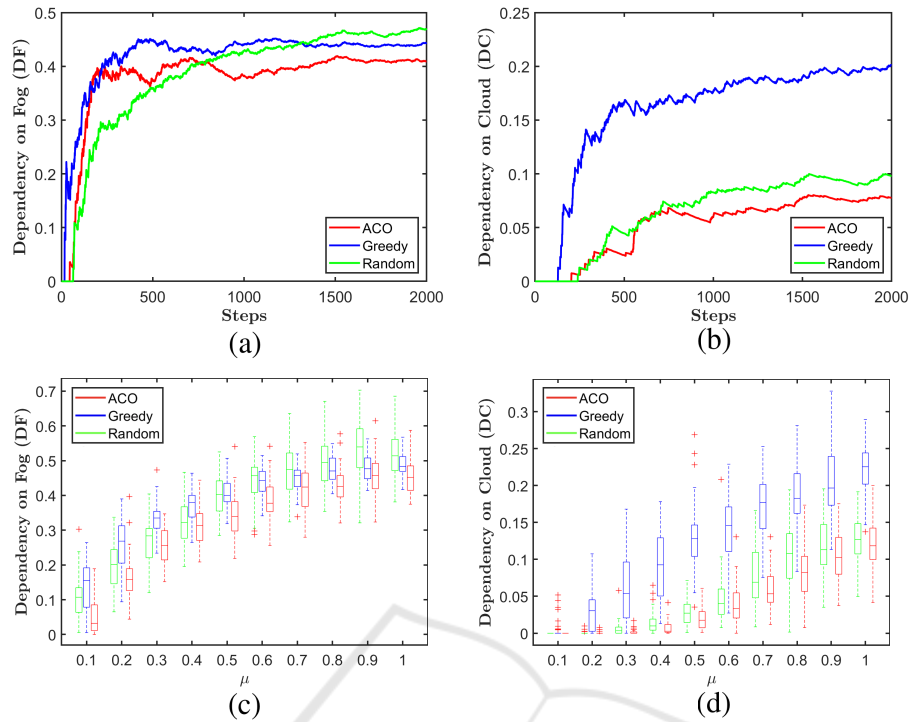 0.5
0.4
0.3
0.2
0.1
0
Dependency on Fog (DF)
0 500 1000 1500 2000
Steps
ACO
Greedy
Random
(a)
0.25
0.20
0.15
0.1
0.05
0
Dependency on Cloud (DC)
0 500 1000 1500 2000
Steps
ACO
Greedy
Random
(b)
0.7
0.6
0.5
0.4
0.3
0.2
0.1
0
Dependency on Fog (DF)
0.1 0.2 0.3 0.4 0.5 0.6 0.7 0.8 0.9 1
μ
ACO
Greedy
Random
(c)
0.3
0.25
0.2
0.15
0.1
0.05
0
Dependency on Cloud (DC)
0.1 0.2 0.3 0.4 0.5 0.6 0.7 0.8 0.9 1
μ
ACO
Greedy
Random
(d)